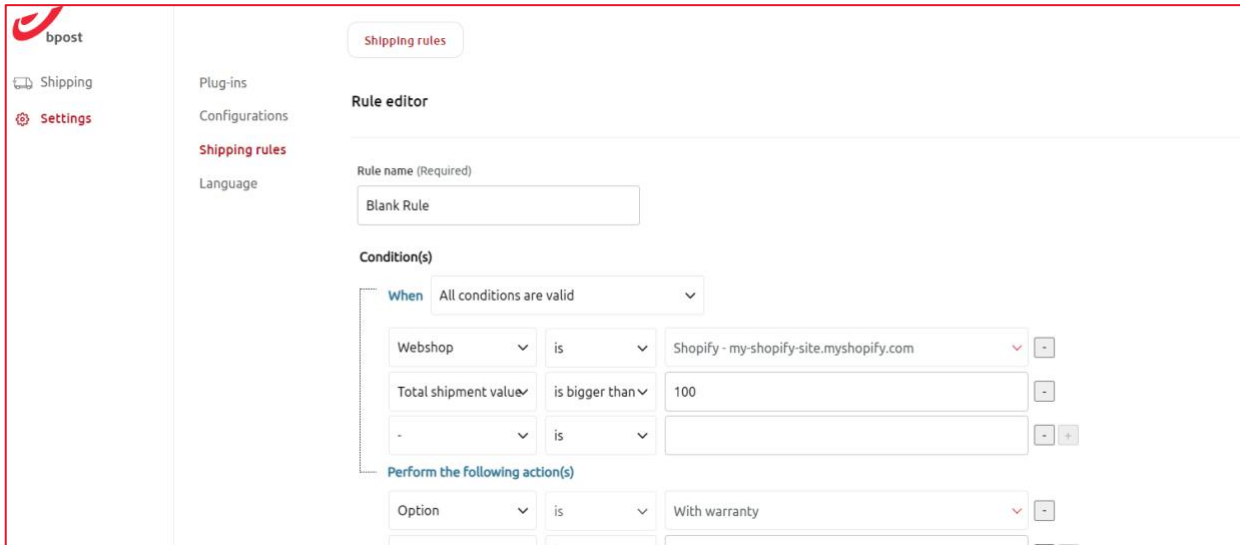 bpost
Shipping rules
Shipping
Plug-ins
Rule editor
Settings
Configurations
Shipping rules
Rule name (Required)
Language
Blank Rule
Condition(s)
When All conditions are valid
Webshop is Shopify - my-shopify-site.myshopify.com -
Total shipment value is bigger than 100 -
- is - +
Perform the following action(s)
Option is With warranty -